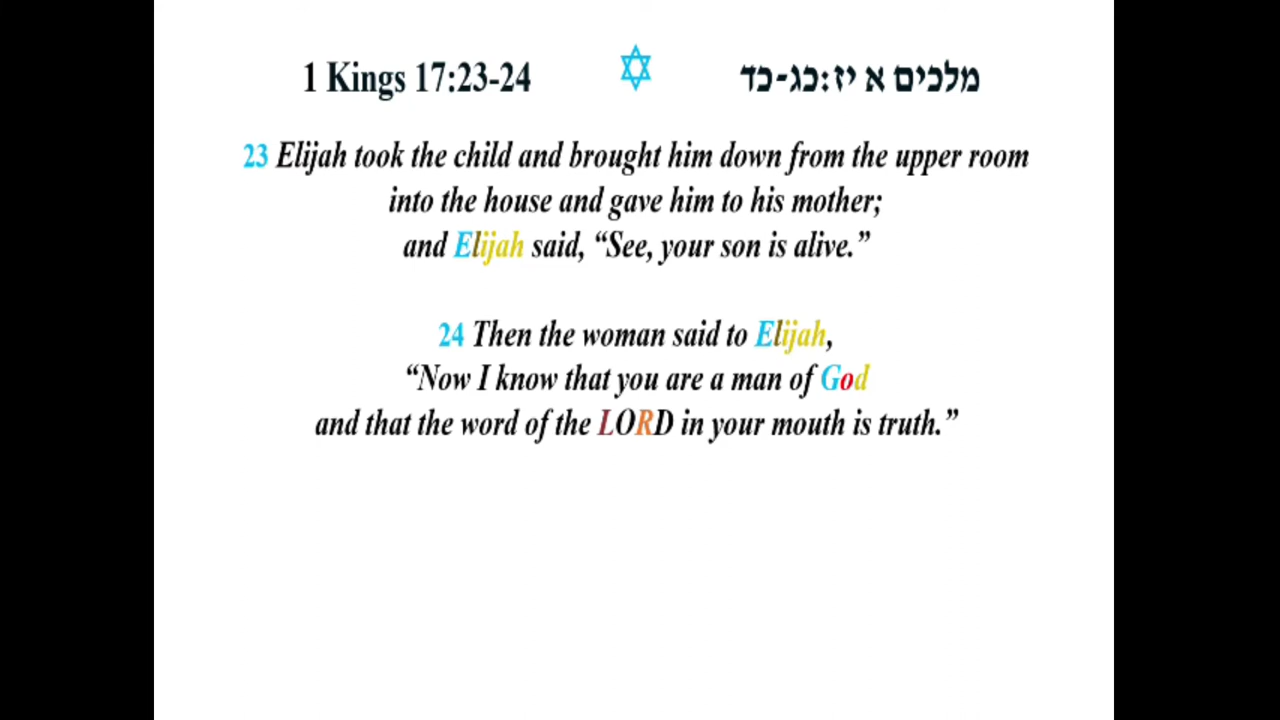 1 Kings 17:23-24 ✡ מלכים א יז:כג-כד
23 Elijah took the child and brought him down from the upper room
into the house and gave him to his mother;
and Elijah said, “See, your son is alive.”
24 Then the woman said to Elijah,
“Now I know that you are a man of God
and that the word of the LORD in your mouth is truth.”